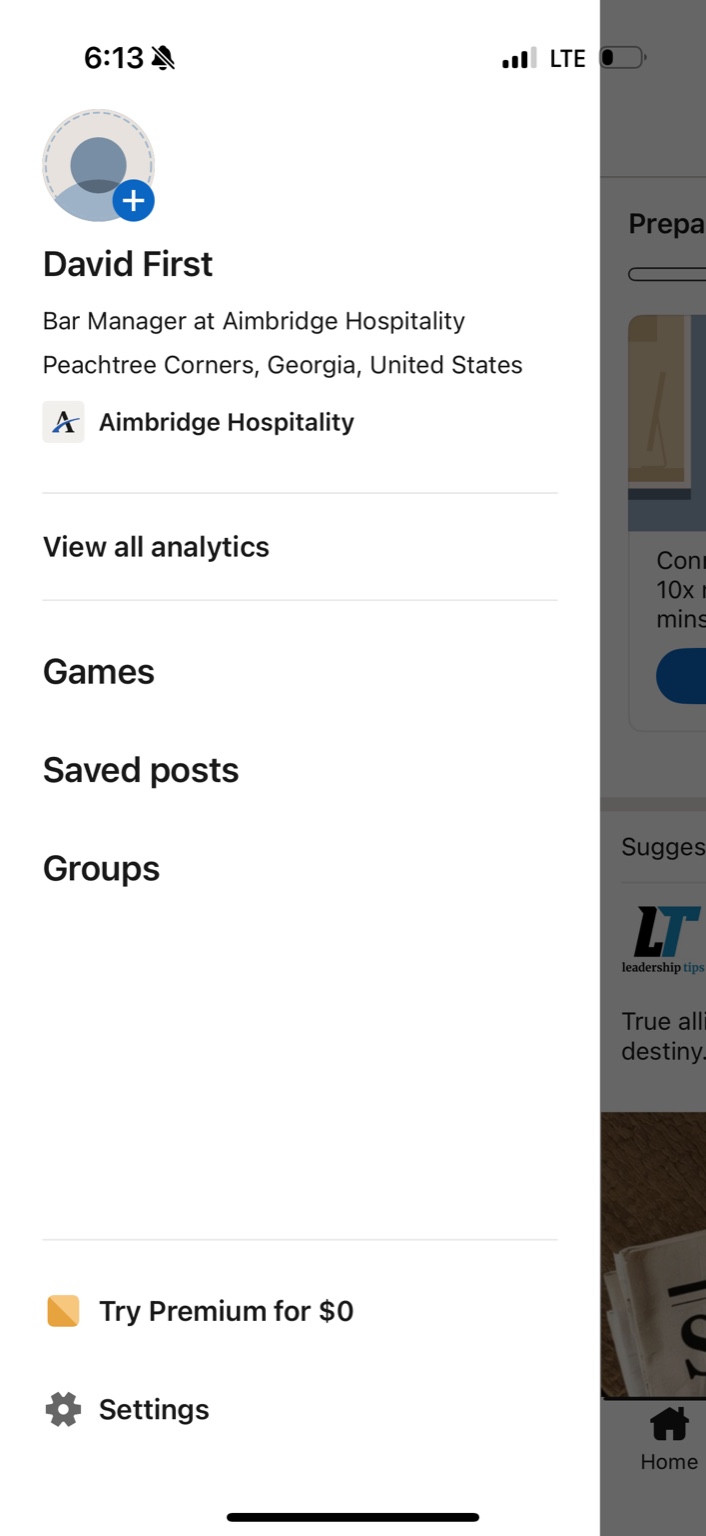 6:13
LTE
David First
Bar Manager at Aimbridge Hospitality
Peachtree Corners, Georgia, United States
Aimbridge Hospitality
View all analytics
Games
Saved posts
Groups
Try Premium for $0
Settings
Prepa
Conn
10x
mins
Sugges
LT
leadership tips
True alli
destiny.
Home